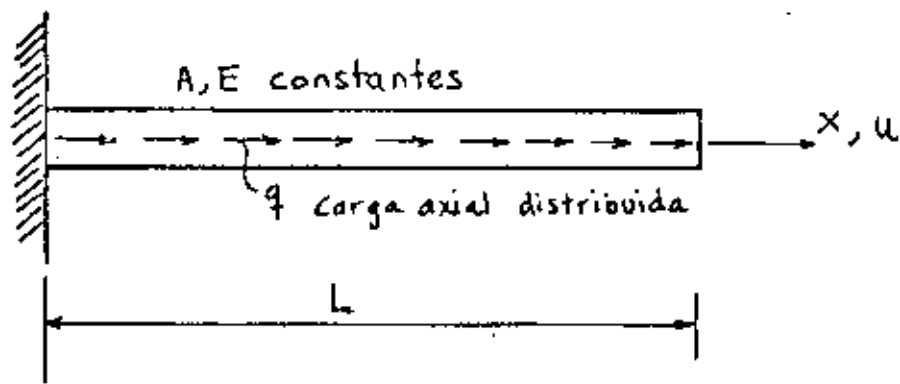 A, E constantes
x, u
q carga axial distribuida
L